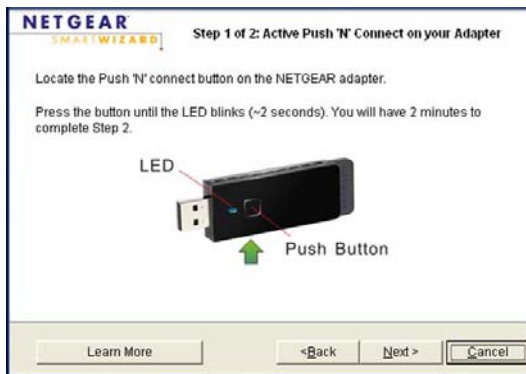 NETGEAR
SMARTWIZARD
Step 1 of 2: Active Push 'N' Connect on your Adapter
Locate the Push 'N' connect button on the NETGEAR adapter.
Press the button until the LED blinks (~2 seconds). You will have 2 minutes to
complete Step 2.
LED
Push Button
Learn More
<Back
Next >
Cancel